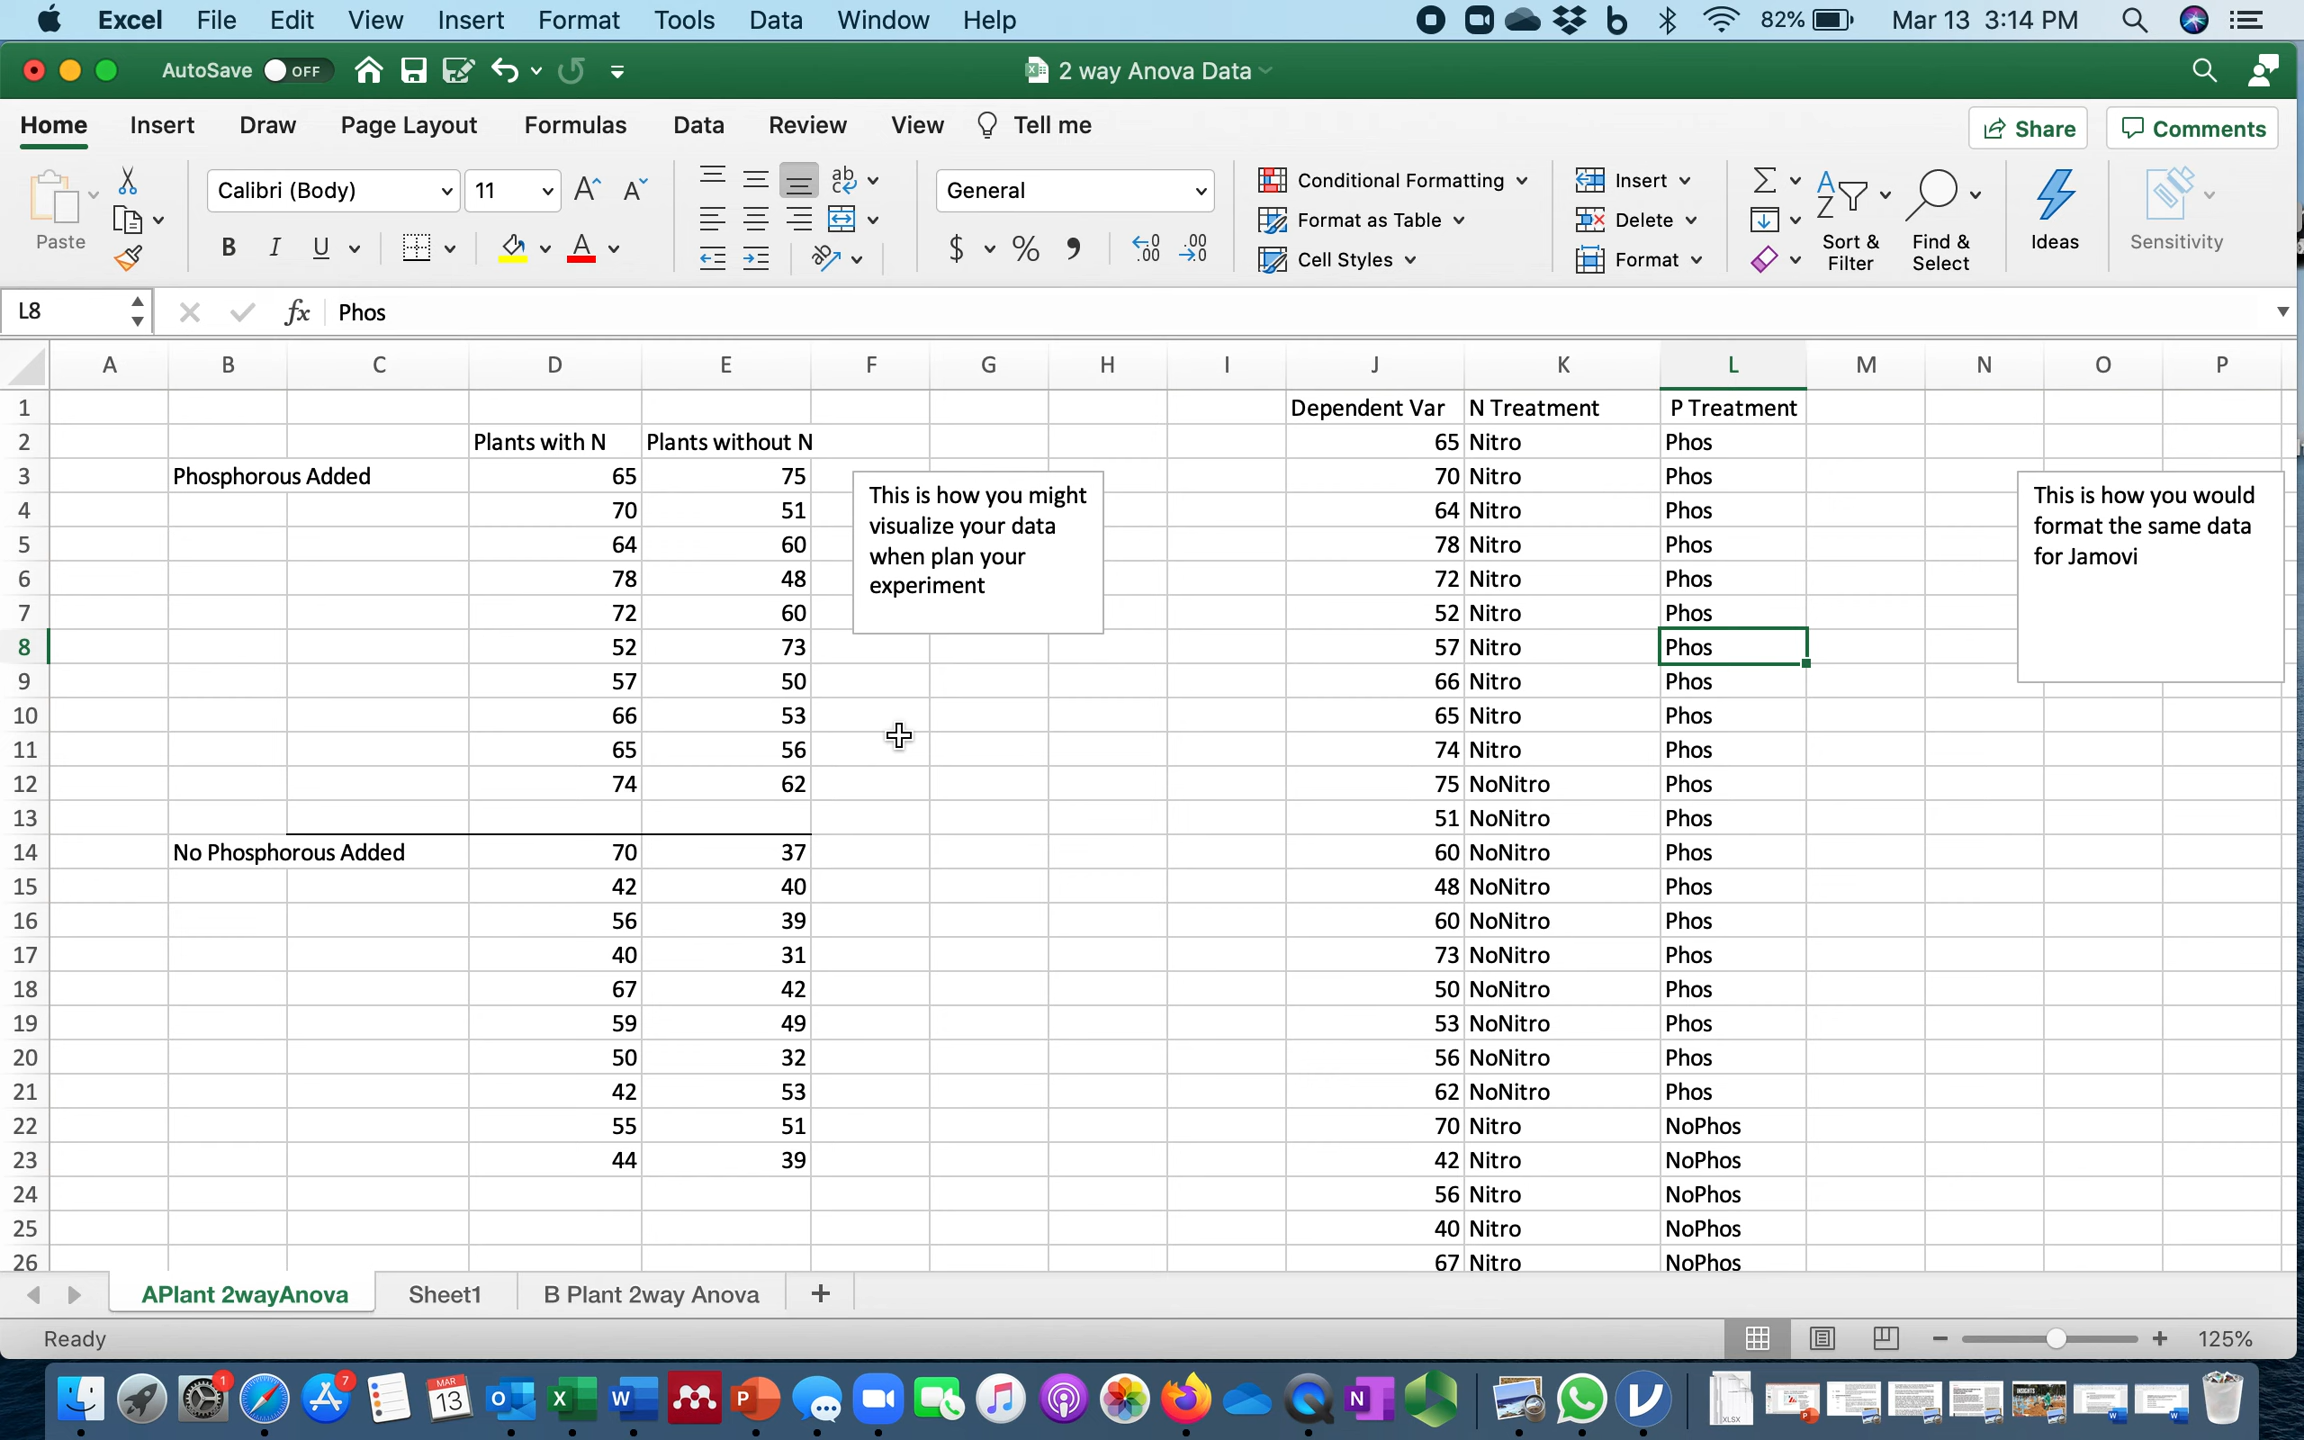 Excel File Edit View Insert Format Tools Data Window Help 82% Mar 13 3:14 PM
AutoSave OFF 2 way Anova Data
Home Insert Draw Page Layout Formulas Data Review View Tell me Share Comments
Paste Calibri (Body) 11 General Conditional Formatting Format as Table Cell Styles Insert Delete Format Sort & Filter Find & Select Ideas Sensitivity
L8 fx Phos
A B C D E F G H I J K L M N O P
1 Dependent Var N Treatment P Treatment
2 Plants with N Plants without N 65 Nitro Phos
3 Phosphorous Added 65 75 70 Nitro Phos
4 70 51 64 Nitro Phos
5 64 60 78 Nitro Phos
6 78 48 72 Nitro Phos
7 72 60 52 Nitro Phos
8 52 73 57 Nitro Phos
9 57 50 66 Nitro Phos
10 66 53 65 Nitro Phos
11 65 56 74 Nitro Phos
12 74 62 75 NoNitro Phos
13 51 NoNitro Phos
14 No Phosphorous Added 70 37 60 NoNitro Phos
15 42 40 48 NoNitro Phos
16 56 39 60 NoNitro Phos
17 40 31 73 NoNitro Phos
18 67 42 50 NoNitro Phos
19 59 49 53 NoNitro Phos
20 50 32 56 NoNitro Phos
21 42 53 62 NoNitro Phos
22 55 51 70 Nitro NoPhos
23 44 39 42 Nitro NoPhos
24 56 Nitro NoPhos
25 40 Nitro NoPhos
26 67 Nitro NoPhos
This is how you might
visualize your data
when plan your
experiment
This is how you would
format the same data
for Jamovi
APlant 2wayAnova Sheet1 B Plant 2way Anova
Ready 125%
1 7 MAR 13 XLSX